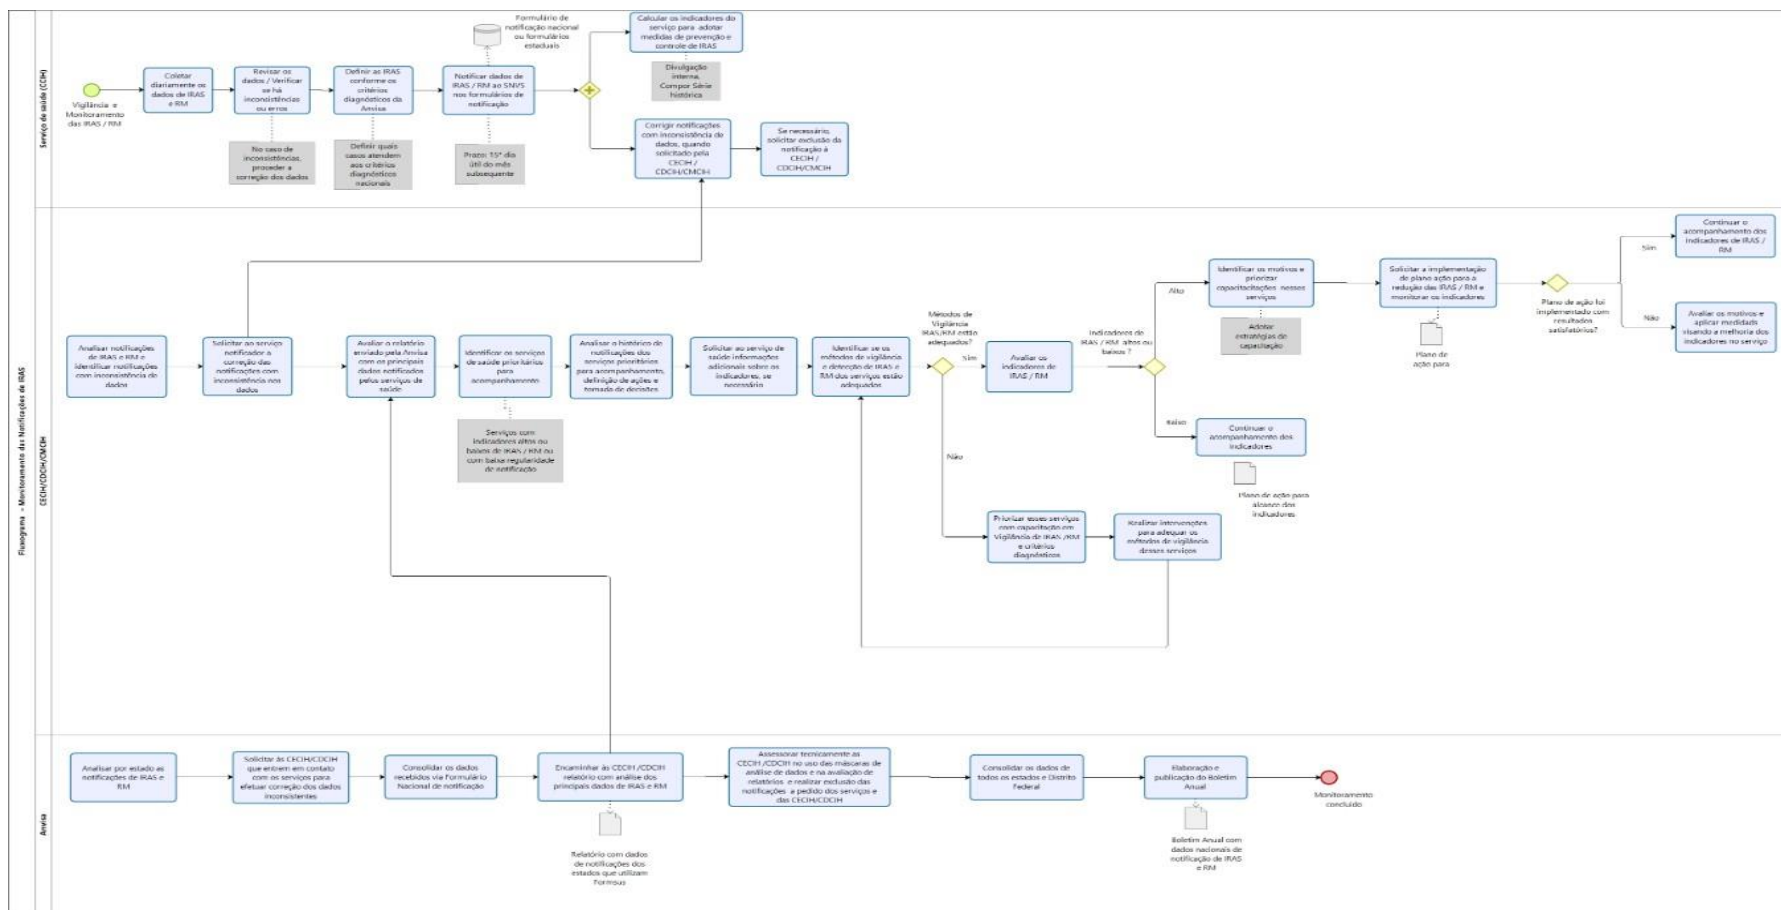 Fluxograma - Monitoramento das Notificações de IRAS
Serviço de saúde (CCIH)
Vigilância e
Monitoramento
das IRAS / RM
Coletar
diariamente os
dados de IRAS
e RM
Revisar os
dados / Verificar
se há
inconsistências
ou erros
No caso de
inconsistências,
proceder a
correção dos dados
Definir as IRAS
conforme os
critérios
diagnósticos da
Anvisa
Definir quais
casos atendem
aos critérios
diagnósticos
nacionais
Formulário de
notificação nacional
ou formulários
estaduais
Notificar dados de
IRAS / RM ao SNVS
nos formulários de
notificação
Prazo: 15º dia
útil do mês
subsequente
Calcular os indicadores do
serviço para adotar
medidas de prevenção e
controle de IRAS
Divulgação
interna,
Compor Série
histórica
Corrigir notificações
com inconsistência de
dados, quando
solicitado pela
CECIH /
CDCIH/CMCIH
Se necessário,
solicitar exclusão da
notificação à
CECIH /
CDCIH/CMCIH
CECIH/CDCIH/CMCIH
Analisar notificações
de IRAS e RM e
identificar notificações
com inconsistência de
dados
Solicitar ao serviço
notificador a
correção das
notificações com
inconsistência nos
dados
Avaliar o relatório
enviado pela Anvisa
com os principais
dados notificados
pelos serviços de
saúde
Identificar os serviços
de saúde prioritários
para
acompanhamento
Serviços com
indicadores altos ou
baixos de IRAS / RM ou
com baixa regularidade
de notificação
Analisar o histórico de
notificações dos
serviços prioritários
para acompanhamento,
definição de ações e
tomada de decisões
Solicitar ao serviço de
saúde informações
adicionais sobre os
indicadores, se
necessário
Identificar se os
métodos de vigilância
e detecção de IRAS e
RM dos serviços estão
adequados
Métodos de
Vigilância
IRAS/RM estão
adequados?
Sim
Não
Avaliar os
indicadores de
IRAS / RM
Indicadores de
IRAS / RM altos ou
baixos ?
Alto
Baixo
Identificar os motivos e
priorizar
capacitacitações nesses
serviços
Adotar
estratégias de
capacitação
Solicitar a implementação
de plano ação para a
redução das IRAS / RM e
monitorar os indicadores
Plano de
ação para
Plano de ação foi
implementado com
resultados
satisfatórios?
Sim
Não
Continuar o
acompanhamento dos
indicadores de IRAS /
RM
Avaliar os motivos e
aplicar medidads
visando a melhoria dos
indicadores no serviço
Continuar o
acompanhamento dos
indicadores
Plano de ação para
alcance dos
indicadores
Priorizar esses serviços
com capacitação em
Vigilância de IRAS /RM
e critérios
diagnósticos
Realizar intervenções
para adequar os
métodos de vigilância
desses serviços
Anvisa
Analisar por estado as
notificações de IRAS e
RM
Solicitar às CECIH/CDCIH
que entrem em contato
com os serviços para
efetuar correção dos dados
inconsistentes
Consolidar os dados
recebidos via Formulário
Nacional de notificação
Encaminhar às CECIH /CDCIH
relatório com análise dos
principais dados de IRAS e RM
Relatório com dados
de notificações dos
estados que utilizam
Formsus
Assessorar tecnicamente as
CECIH /CDCIH no uso das máscaras de
análise de dados e na avaliação de
relatórios e realizar exclusão das
notificações a pedido dos serviços e
das CECIH/CDCIH
Consolidar os dados de
todos os estados e Distrito
Federal
Elaboração e
publicação do Boletim
Anual
Boletim Anual com
dados nacionais de
notificação de IRAS
e RM
Monitoramento
concluído